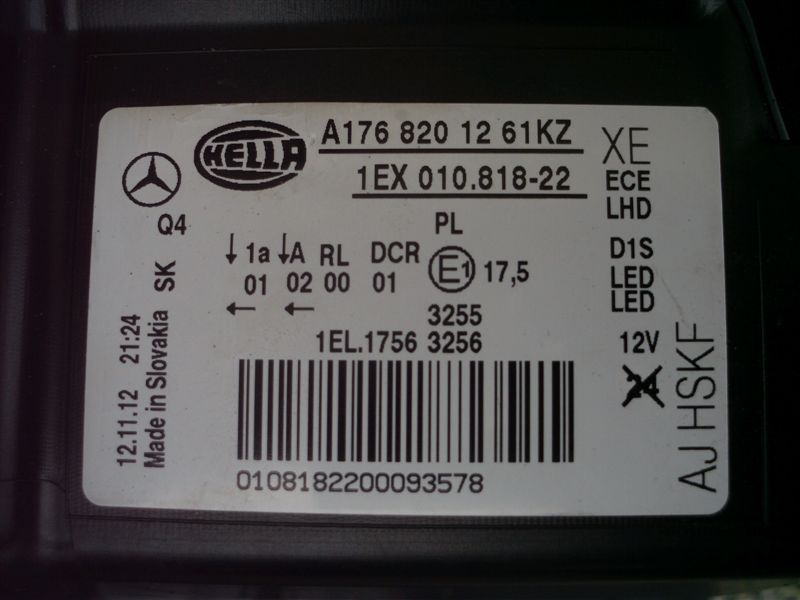 HELLA
A176 820 1261KZ
1EX 010.818-22
XE
ECE
LHD
Q4
PL
↓1a ↓A RL DCR
01 02 00 01
E1 17,5
← ←
D1S
LED
LED
3255
1EL.1756 3256
12V
0108182200093578
SK
12.11.12 21:24
Made in Slovakia
AJ HSKF